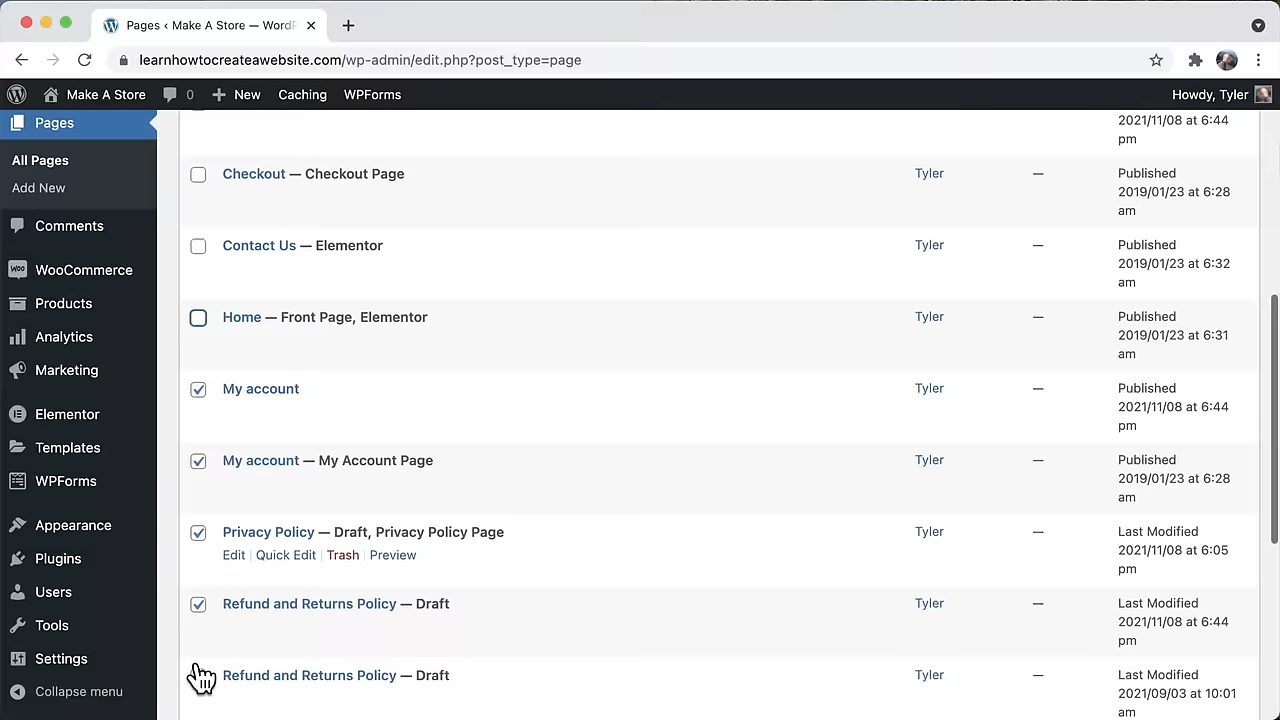 Pages ‹ Make A Store — WordP
learnhowtocreateawebsite.com/wp-admin/edit.php?post_type=page
Make A Store 0 New Caching WPForms Howdy, Tyler
Pages
All Pages
Add New
Comments
WooCommerce
Products
Analytics
Marketing
Elementor
Templates
WPForms
Appearance
Plugins
Users
Tools
Settings
Collapse menu
2021/11/08 at 6:44
pm
Checkout — Checkout Page Tyler — Published
2019/01/23 at 6:28
am
Contact Us — Elementor Tyler — Published
2019/01/23 at 6:32
am
Home — Front Page, Elementor Tyler — Published
2019/01/23 at 6:31
am
My account Tyler — Published
2021/11/08 at 6:44
pm
My account — My Account Page Tyler — Published
2019/01/23 at 6:28
am
Privacy Policy — Draft, Privacy Policy Page Tyler — Last Modified
Edit | Quick Edit | Trash | Preview 2021/11/08 at 6:05
pm
Refund and Returns Policy — Draft Tyler — Last Modified
2021/11/08 at 6:44
pm
Refund and Returns Policy — Draft Tyler — Last Modified
2021/09/03 at 10:01
am